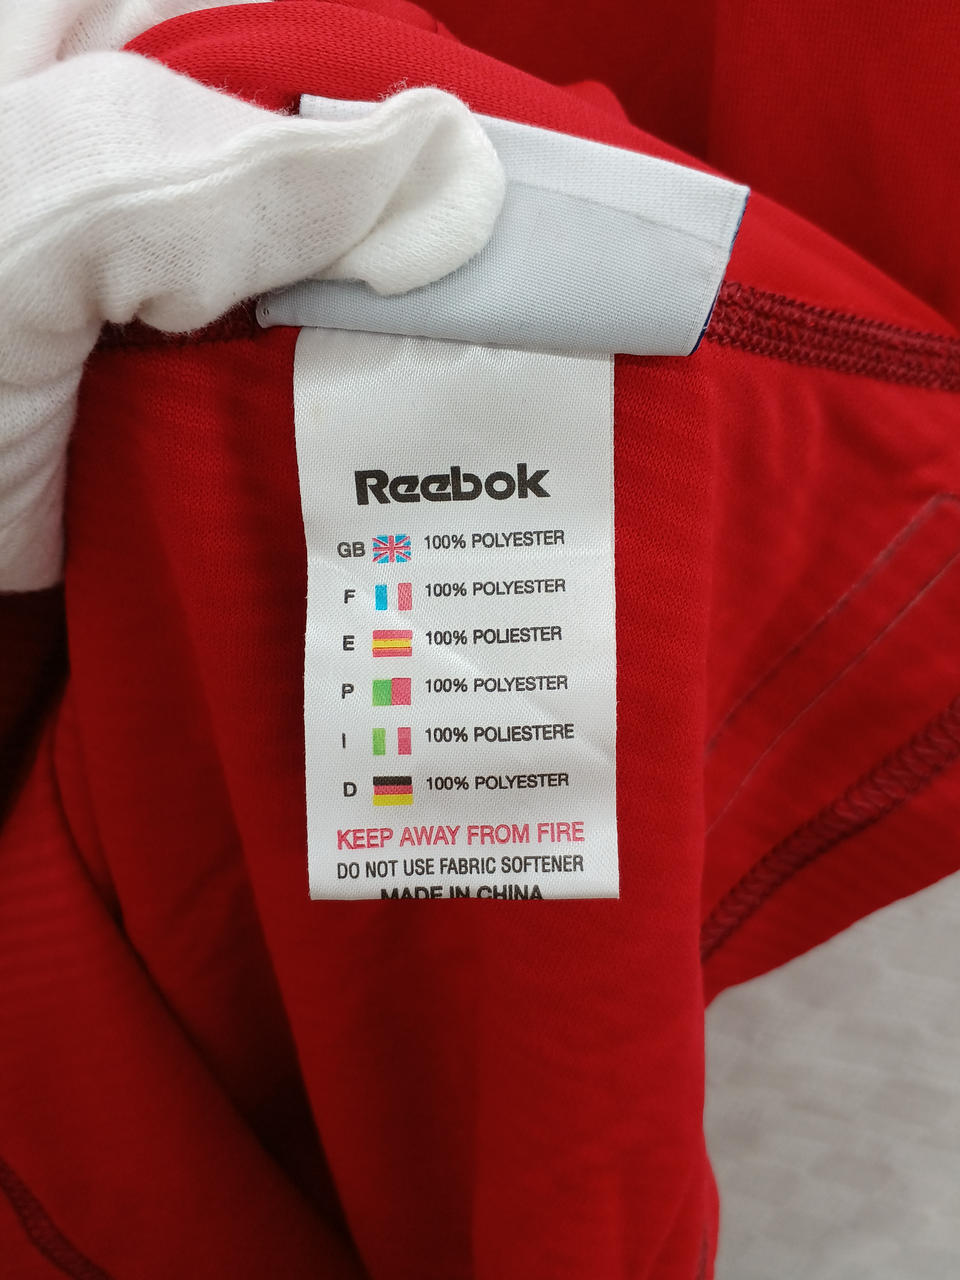 Reebok
GB 100% POLYESTER
F 100% POLYESTER
E 100% POLIESTER
P 100% POLYESTER
I 100% POLIESTERE
D 100% POLYESTER
KEEP AWAY FROM FIRE
DO NOT USE FABRIC SOFTENER
MADE IN CHINA